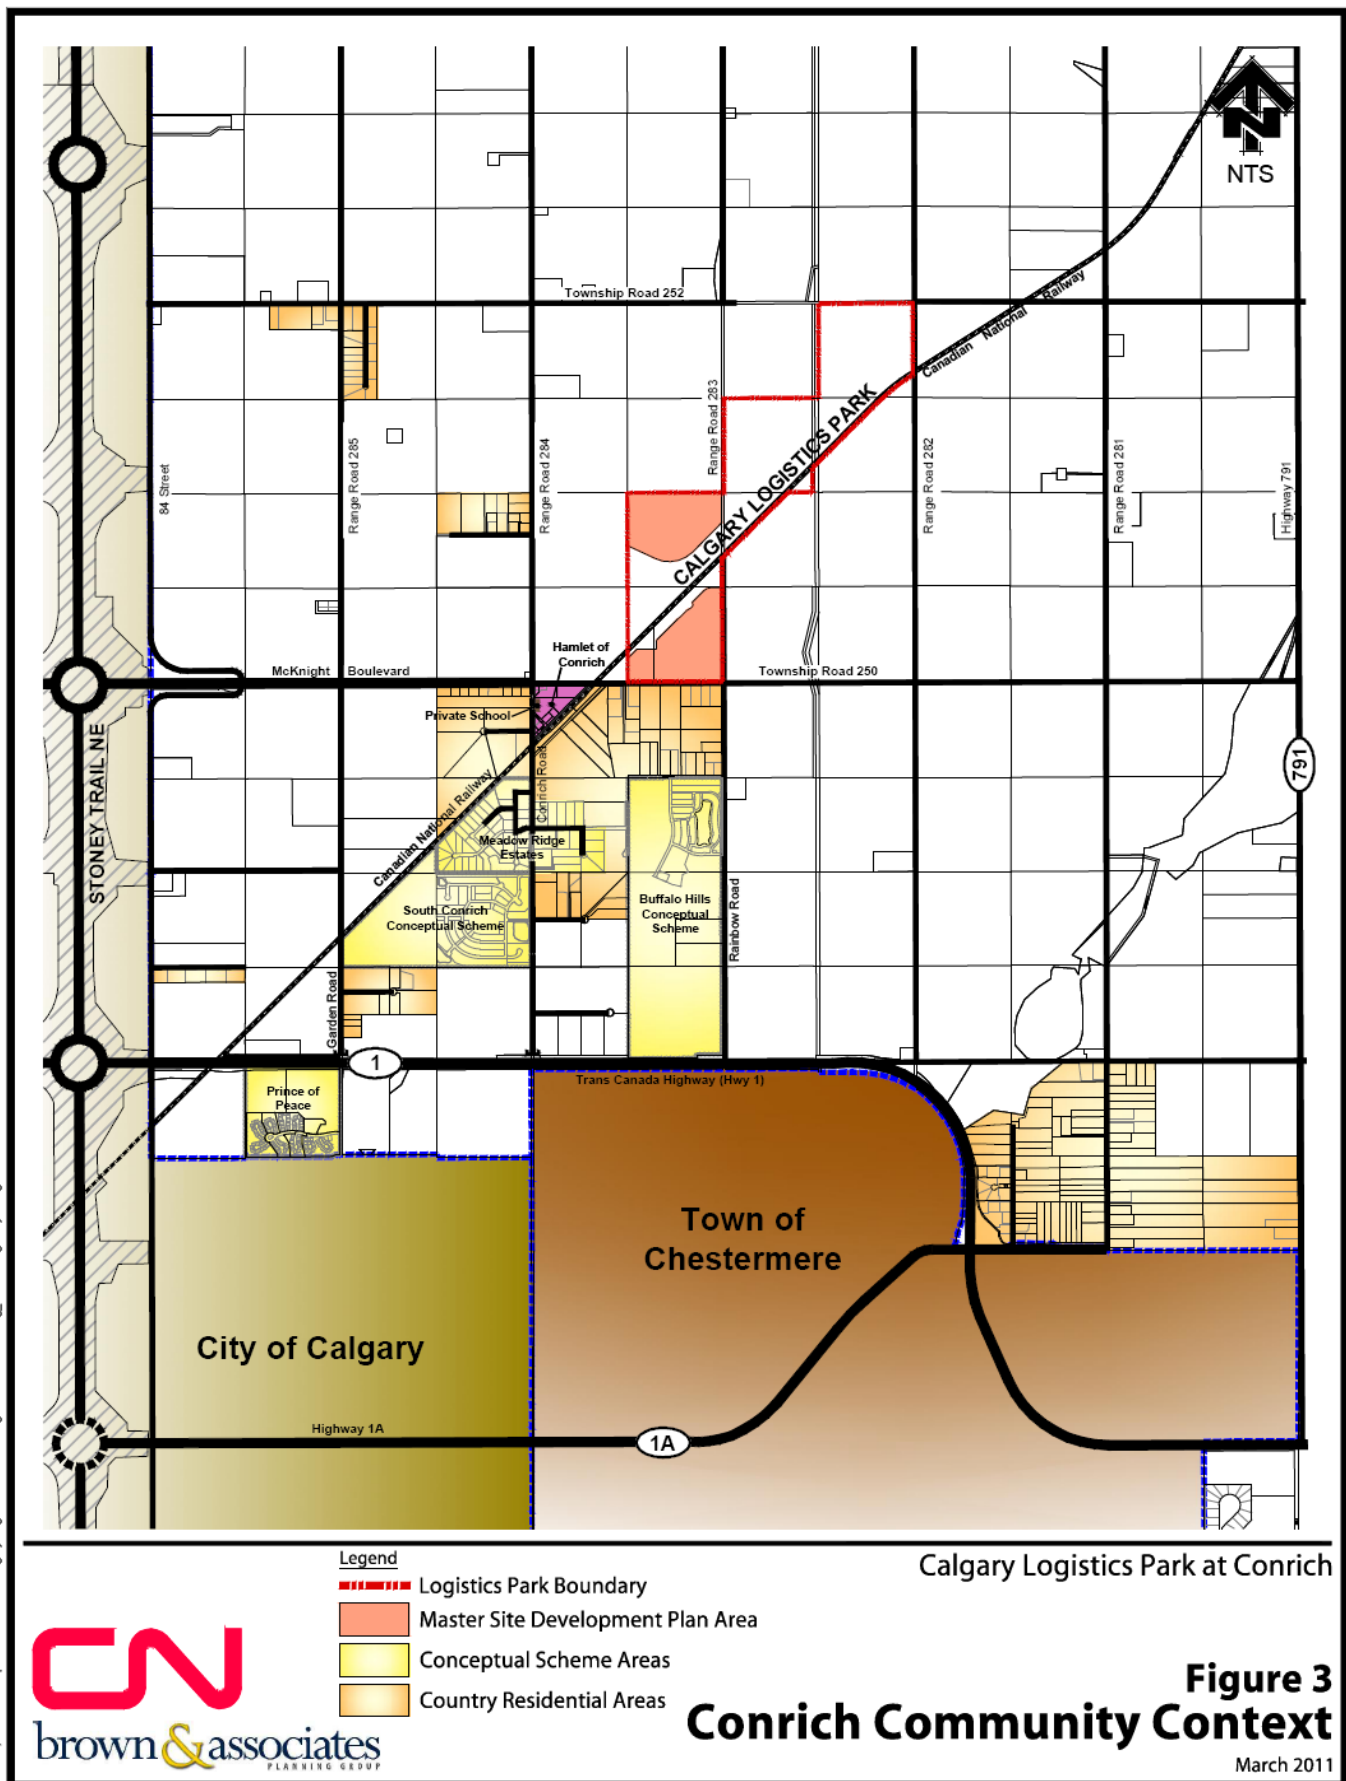 N
NTS
Township Road 252
Canadian National Railway
Range Road 283
CALGARY LOGISTICS PARK
84 Street
Range Road 285
Range Road 284
Range Road 282
Range Road 281
Highway 791
Hamlet of
Conrich
McKnight Boulevard
Township Road 250
Private School
STONEY TRAIL NE
Conrich Road
791
Canadian National Railway
Meadow Ridge
Estates
South Conrich
Conceptual Scheme
Buffalo Hills
Conceptual
Scheme
Rainbow Road
Garden Road
1
Trans Canada Highway (Hwy 1)
Prince of
Peace
Town of
Chestermere
City of Calgary
Highway 1A
1A
Legend
Logistics Park Boundary
Master Site Development Plan Area
Conceptual Scheme Areas
Country Residential Areas
Calgary Logistics Park at Conrich
Figure 3
Conrich Community Context
March 2011
CN
brown&associates
PLANNING GROUP